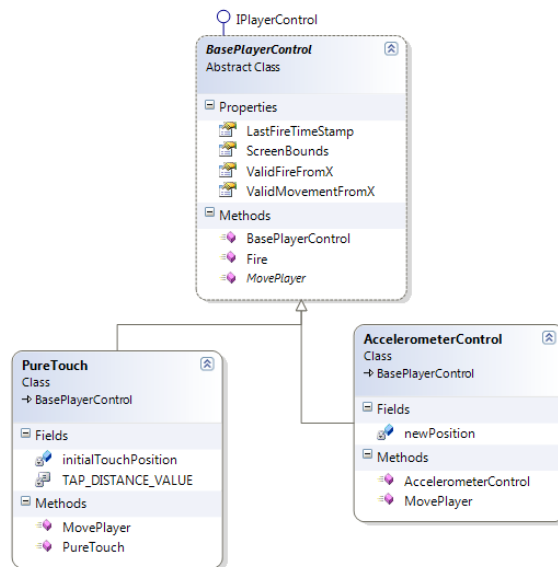 IPlayerControl
BasePlayerControl
Abstract Class
Properties
LastFireTimeStamp
ScreenBounds
ValidFireFromX
ValidMovementFromX
Methods
BasePlayerControl
Fire
MovePlayer
PureTouch
Class
BasePlayerControl
Fields
initialTouchPosition
TAP_DISTANCE_VALUE
Methods
MovePlayer
PureTouch
AccelerometerControl
Class
BasePlayerControl
Fields
newPosition
Methods
AccelerometerControl
MovePlayer